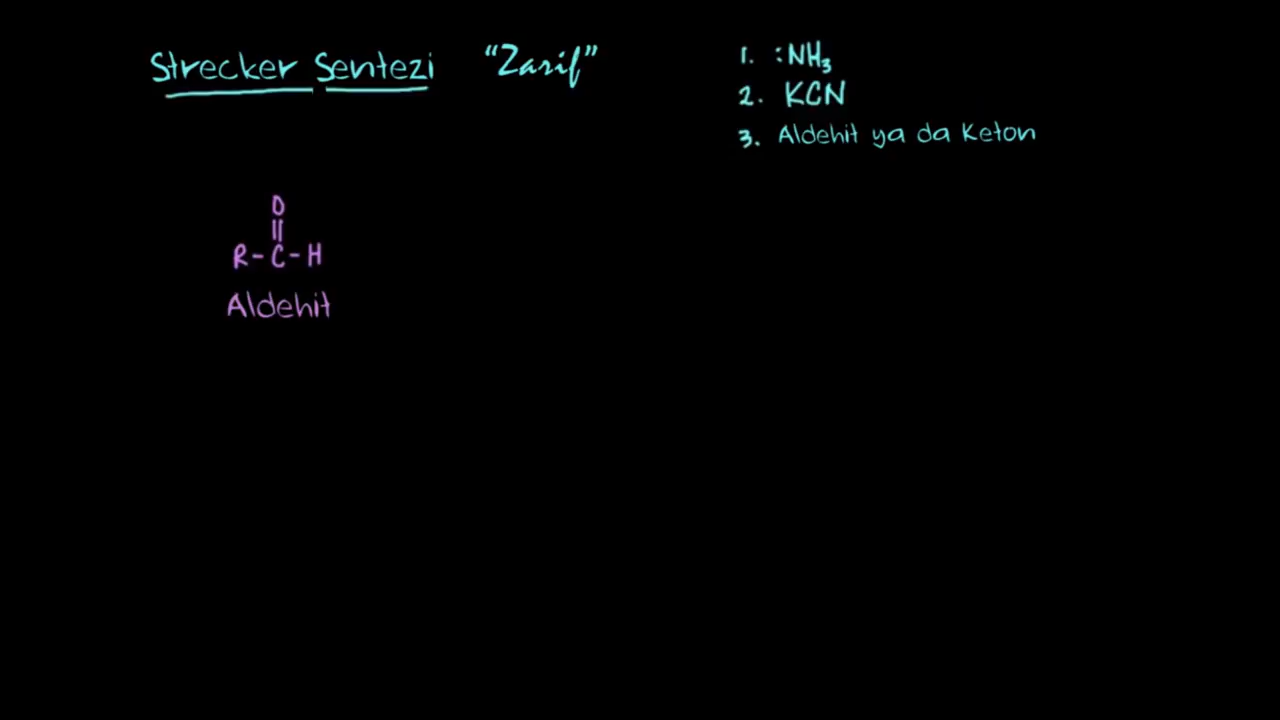 Strecker Sentezi "Zarif"
1. :NH₃
2. KCN
3. Aldehit ya da Keton
O
R-C-H
Aldehit